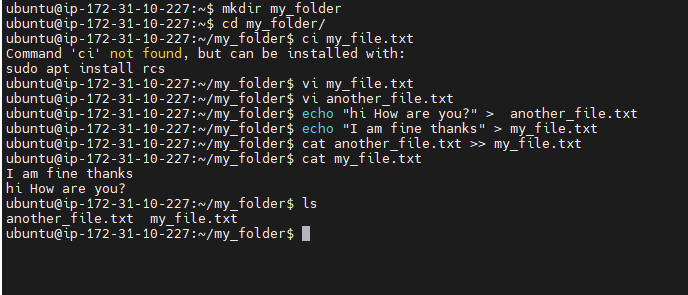 ubuntu@ip-172-31-10-227:~$ mkdir my_folder
ubuntu@ip-172-31-10-227:~$ cd my_folder/
ubuntu@ip-172-31-10-227:~/my_folder$ ci my_file.txt
Command 'ci' not found, but can be installed with:
sudo apt install rcs
ubuntu@ip-172-31-10-227:~/my_folder$ vi my_file.txt
ubuntu@ip-172-31-10-227:~/my_folder$ vi another_file.txt
ubuntu@ip-172-31-10-227:~/my_folder$ echo "hi How are you?" >  another_file.txt
ubuntu@ip-172-31-10-227:~/my_folder$ echo "I am fine thanks" > my_file.txt
ubuntu@ip-172-31-10-227:~/my_folder$ cat another_file.txt >> my_file.txt
ubuntu@ip-172-31-10-227:~/my_folder$ cat my_file.txt
I am fine thanks
hi How are you?
ubuntu@ip-172-31-10-227:~/my_folder$ ls
another_file.txt  my_file.txt
ubuntu@ip-172-31-10-227:~/my_folder$